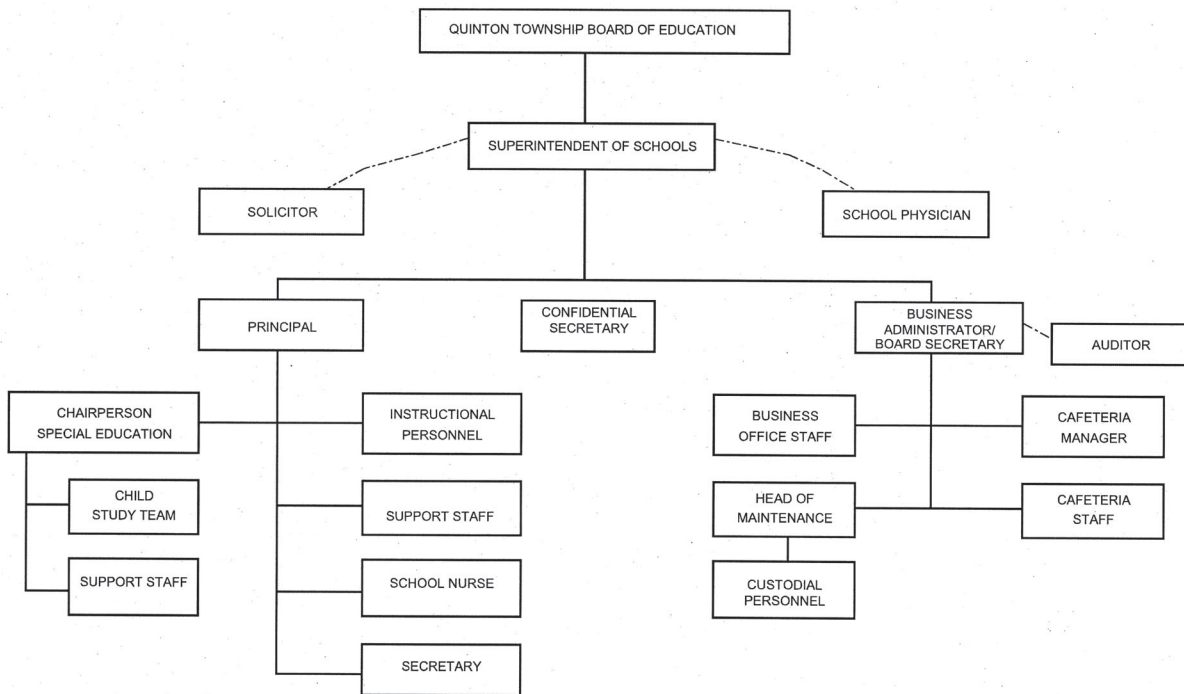 QUINTON TOWNSHIP BOARD OF EDUCATION
SUPERINTENDENT OF SCHOOLS
SOLICITOR
SCHOOL PHYSICIAN
PRINCIPAL
CONFIDENTIAL
SECRETARY
BUSINESS
ADMINISTRATOR/
BOARD SECRETARY
AUDITOR
CHAIRPERSON
SPECIAL EDUCATION
INSTRUCTIONAL
PERSONNEL
BUSINESS
OFFICE STAFF
CAFETERIA
MANAGER
CHILD
STUDY TEAM
SUPPORT STAFF
HEAD OF
MAINTENANCE
CAFETERIA
STAFF
SUPPORT STAFF
SCHOOL NURSE
CUSTODIAL
PERSONNEL
SECRETARY